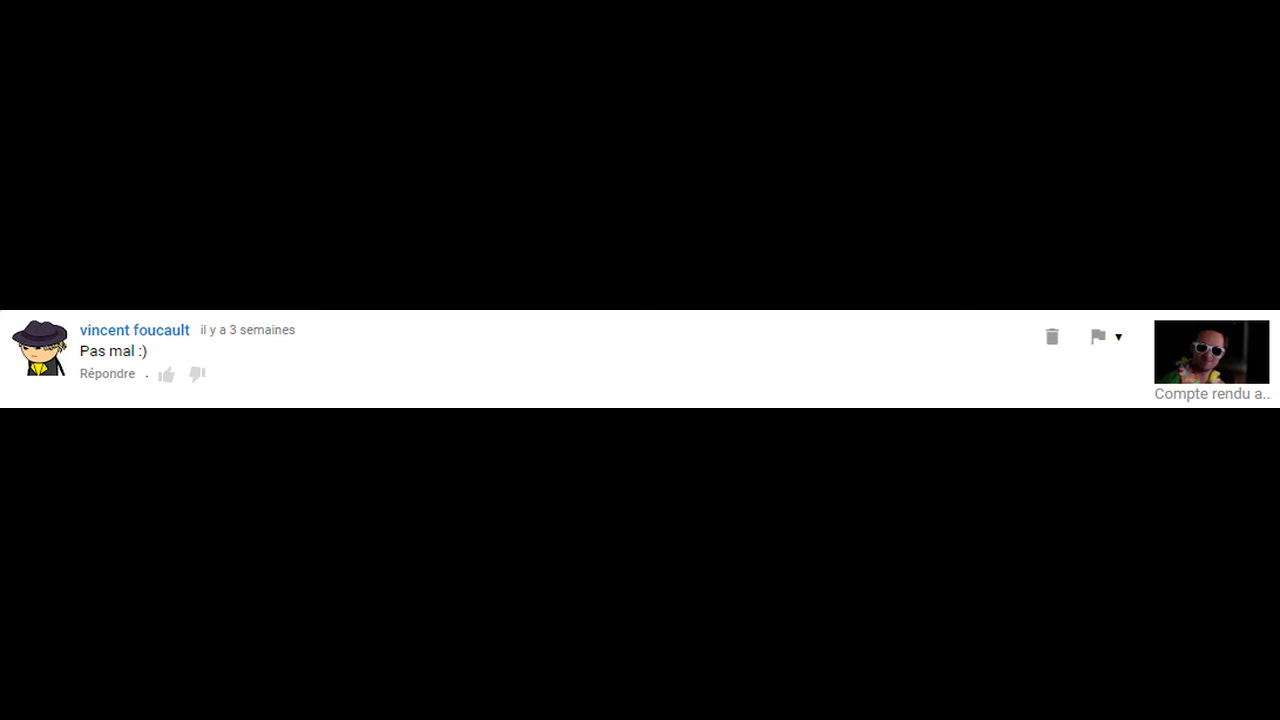 vincent foucault il y a 3 semaines
Pas mal :)
Répondre .
Compte rendu a..